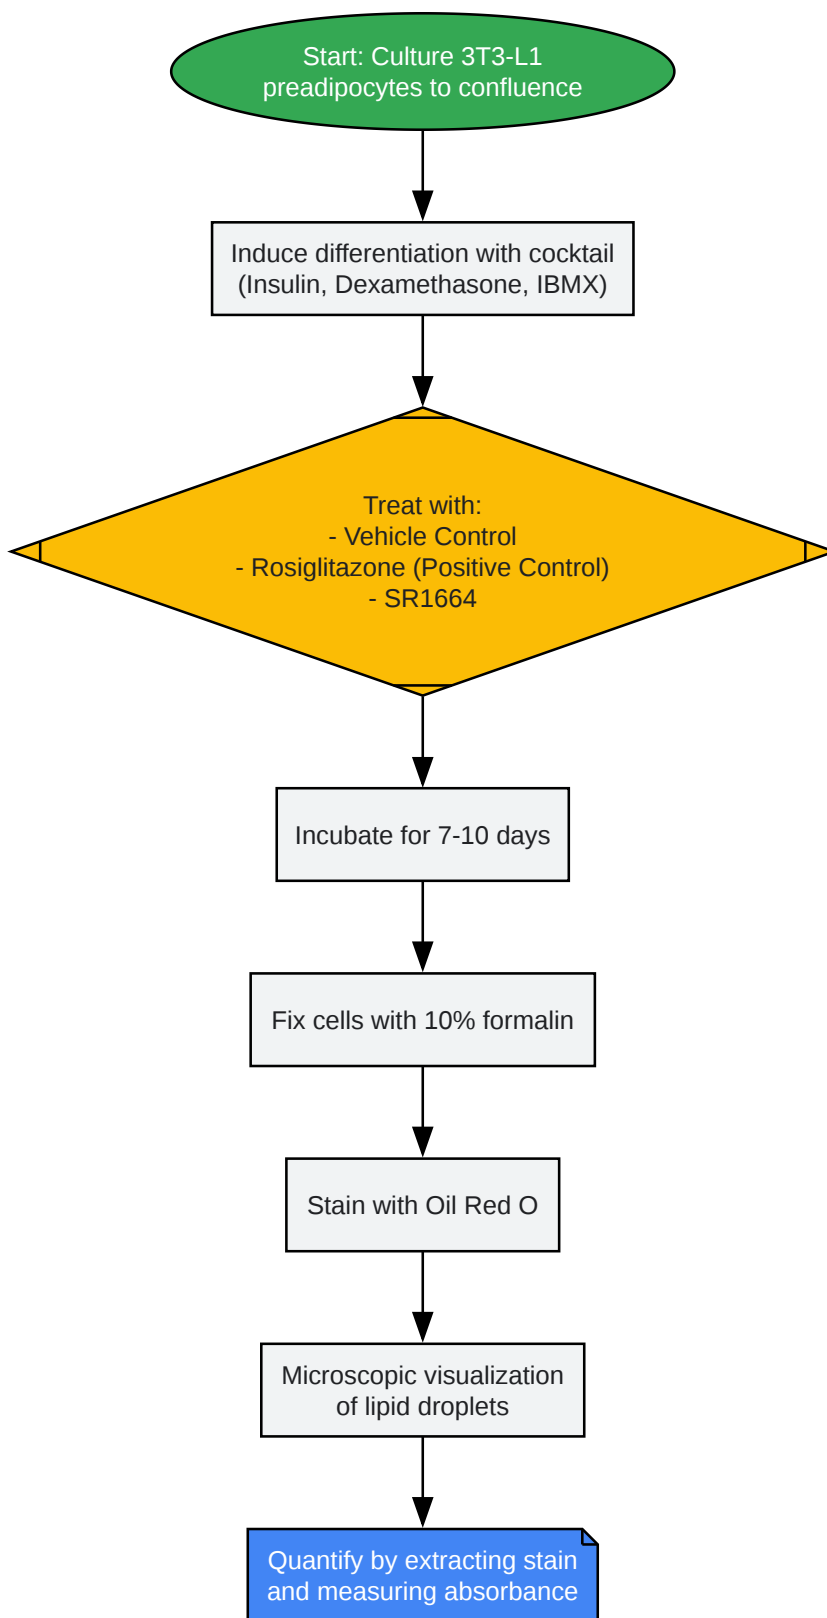 Start: Culture 3T3-L1
preadipocytes to confluence
Induce differentiation with cocktail
(Insulin, Dexamethasone, IBMX)
Treat with:
- Vehicle Control
- Rosiglitazone (Positive Control)
- SR1664
Incubate for 7-10 days
Fix cells with 10% formalin
Stain with Oil Red O
Microscopic visualization
of lipid droplets
Quantify by extracting stain
and measuring absorbance